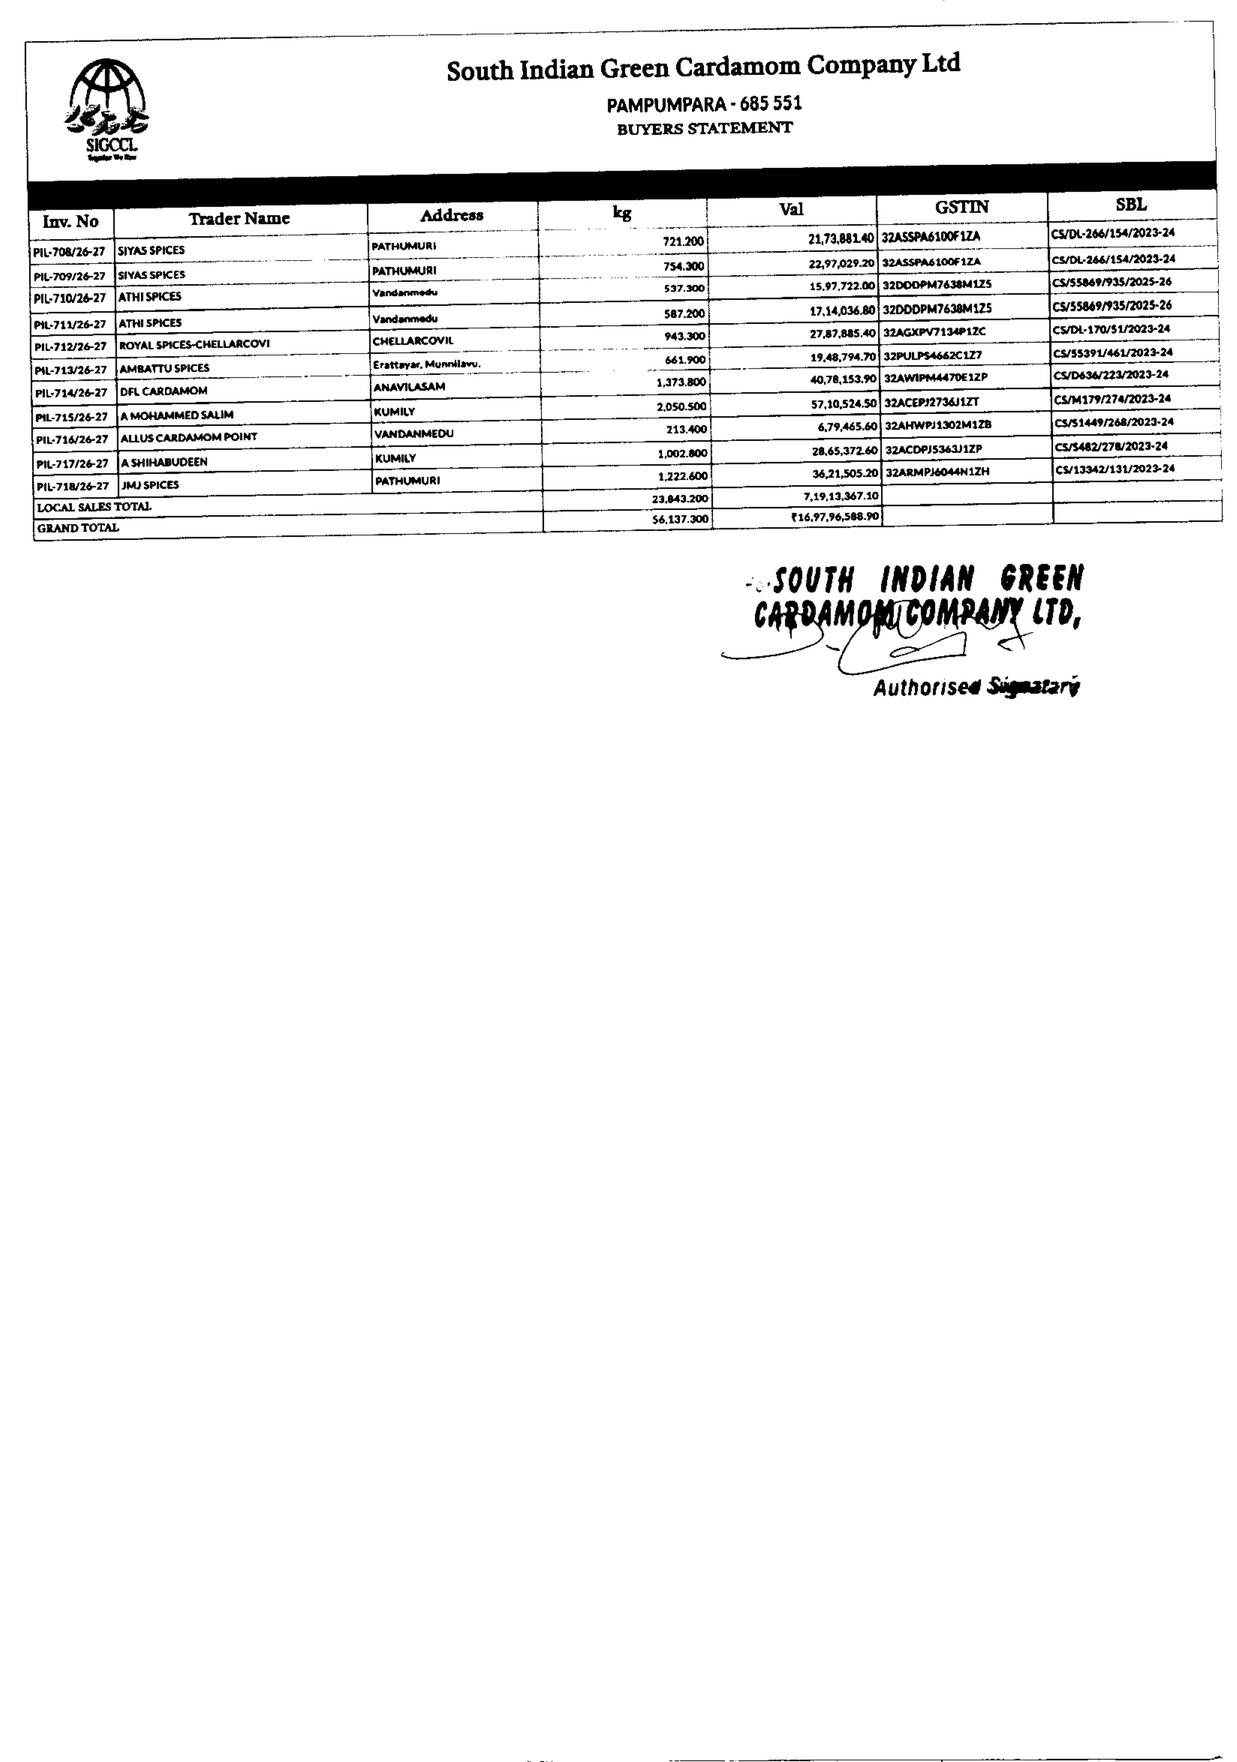 South Indian Green Cardamom Company Ltd
PAMPUMPARA - 685 551
BUYERS STATEMENT
SIGCCL
Together We Rise
Inv. No Trader Name Address kg Val GSTIN SBL
PIL-708/26-27 SIYAS SPICES PATHUMURI 721.200 21,73,881.40 32ASSPA6100F1ZA CS/DL-266/154/2023-24
PIL-709/26-27 SIYAS SPICES PATHUMURI 754.300 22,97,029.20 32ASSPA6100F1ZA CS/DL-266/154/2023-24
PIL-710/26-27 ATHI SPICES Vandanmedu 537.300 15,97,722.00 32DDDPM7638M1Z5 CS/55869/935/2025-26
PIL-711/26-27 ATHI SPICES Vandanmedu 587.200 17,14,036.80 32DDDPM7638M1Z5 CS/55869/935/2025-26
PIL-712/26-27 ROYAL SPICES-CHELLARCOVI CHELLARCOVIL 943.300 27,87,885.40 32AGXPV7134P1ZC CS/DL-170/51/2023-24
PIL-713/26-27 AMBATTU SPICES Erattayar, Munnilavu, 661.900 19,48,794.70 32PULPS4662C1Z7 CS/55391/461/2023-24
PIL-714/26-27 DFL CARDAMOM ANAVILASAM 1,373.800 40,78,153.90 32AWIPM4470E1ZP CS/D636/223/2023-24
PIL-715/26-27 A MOHAMMED SALIM KUMILY 2,050.500 57,10,524.50 32ACEPJ2736J1ZT CS/M179/274/2023-24
PIL-716/26-27 ALLUS CARDAMOM POINT VANDANMEDU 213.400 6,79,465.60 32AHWPJ1302M1ZB CS/S1449/268/2023-24
PIL-717/26-27 A SHIHABUDEEN KUMILY 1,002.800 28,65,372.60 32ACDPJ5363J1ZP CS/S482/278/2023-24
PIL-718/26-27 JMJ SPICES PATHUMURI 1,222.600 36,21,505.20 32ARMPJ6044N1ZH CS/13342/131/2023-24
LOCAL SALES TOTAL 23,843.200 7,19,13,367.10
GRAND TOTAL 56,137.300 ₹16,97,96,588.90
SOUTH INDIAN GREEN
CARDAMOM COMPANY LTD,
Authorised Signatary